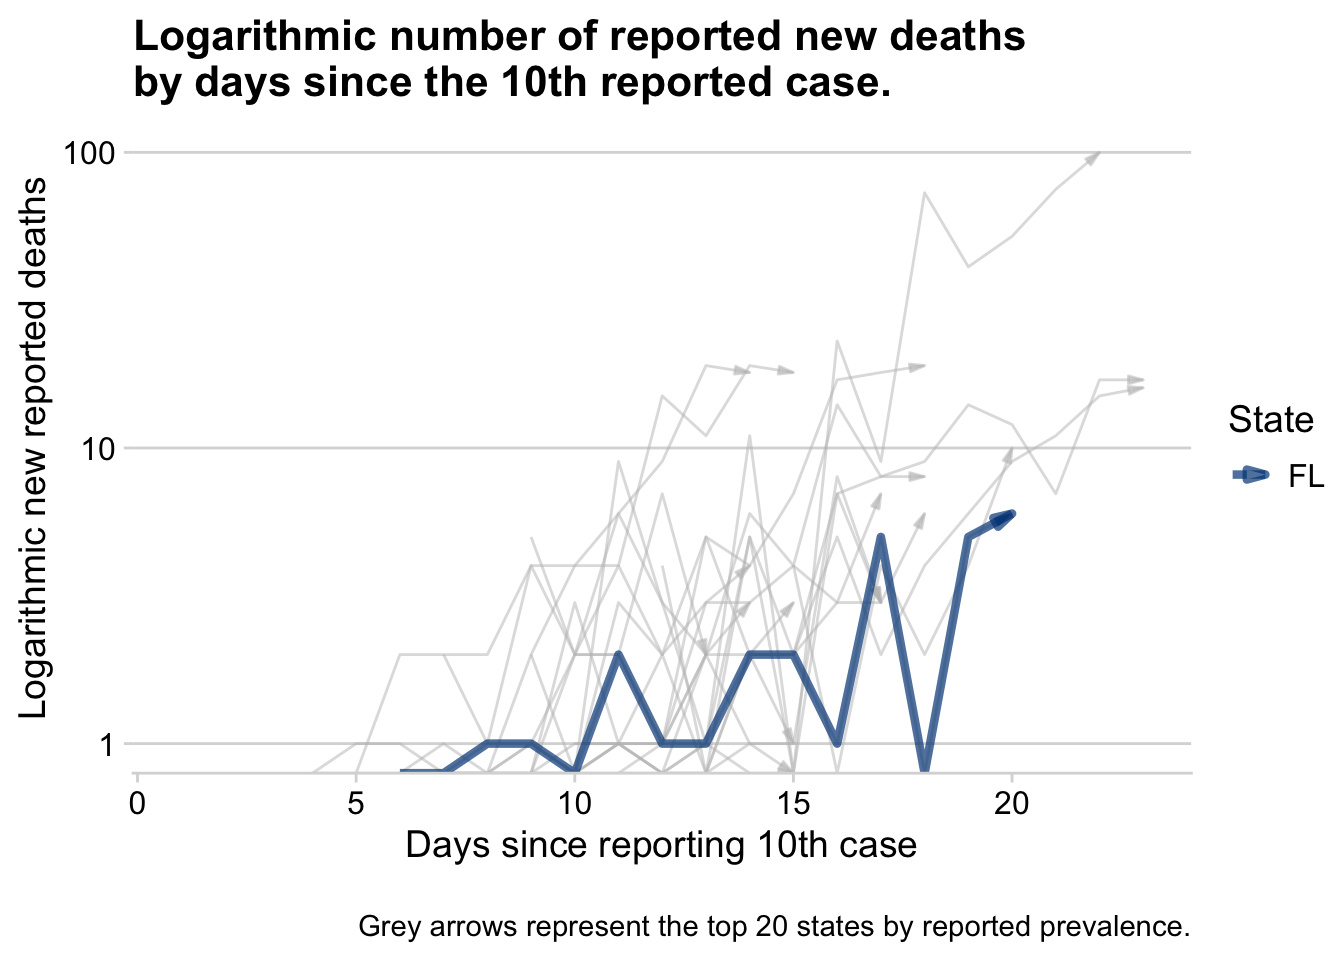 Logarithmic number of reported new deaths
by days since the 10th reported case.
Logarithmic new reported deaths
100
10
1
0
5
10
15
20
Days since reporting 10th case
State
FL
Grey arrows represent the top 20 states by reported prevalence.